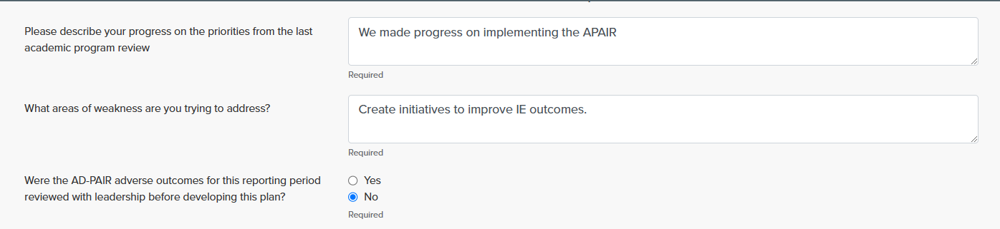 Please describe your progress on the priorities from the last
academic program review
We made progress on implementing the APAIR
Required
What areas of weakness are you trying to address?
Create initiatives to improve IE outcomes.
Required
Were the AD-PAIR adverse outcomes for this reporting period
reviewed with leadership before developing this plan?
Yes
No
Required